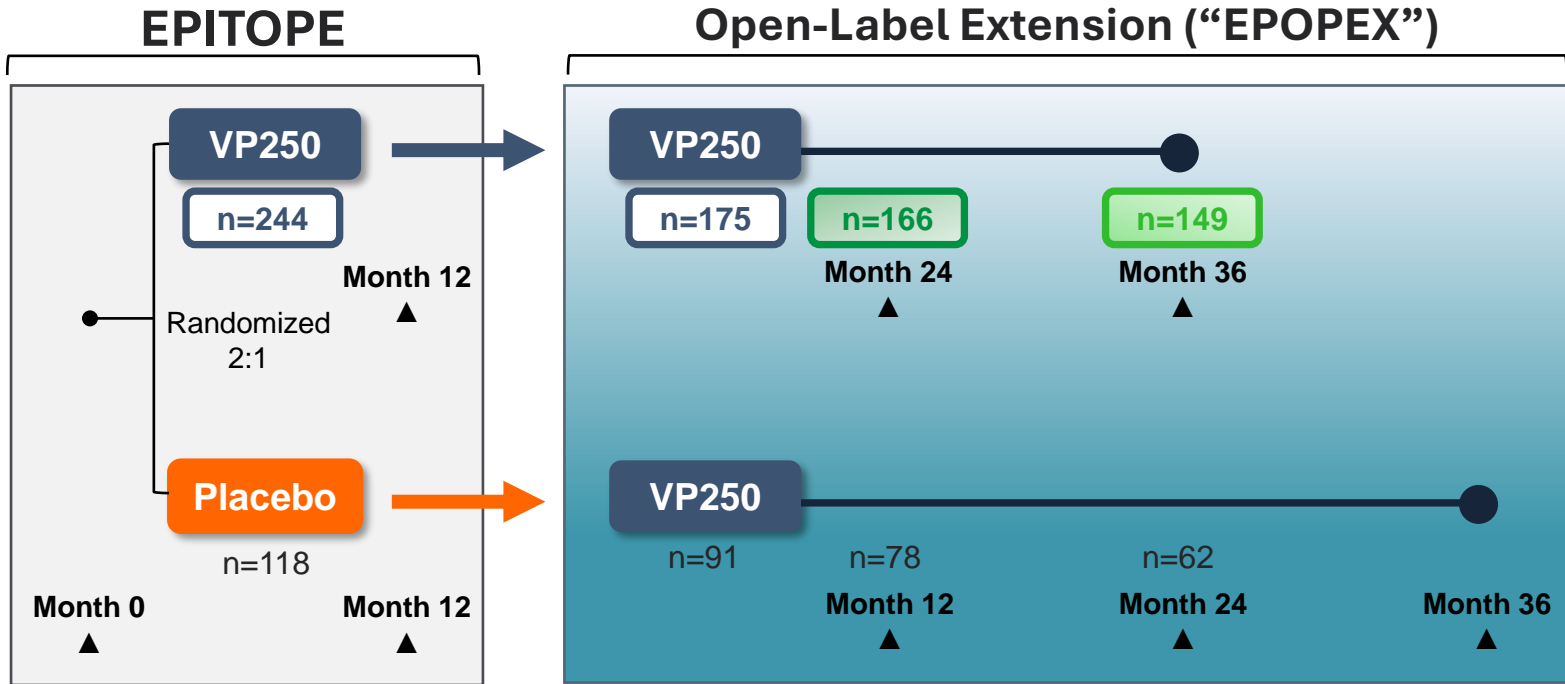 EPITOPE
Open-Label Extension (“EPOPEX”)
VP250
n=244
Month 12
▲
Randomized
2:1
Placebo
n=118
Month 0
▲
Month 12
▲
VP250
n=175
n=166
n=149
Month 24
▲
Month 36
▲
VP250
n=91
n=78
n=62
Month 12
▲
Month 24
▲
Month 36
▲